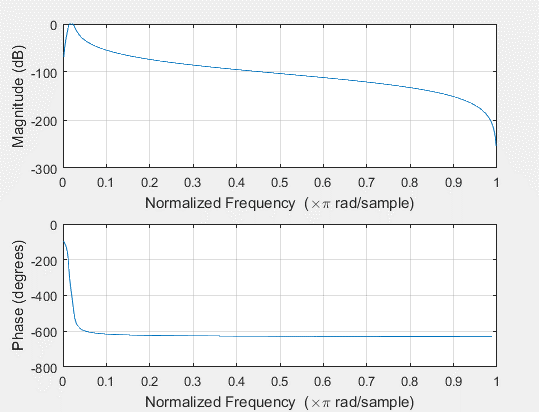 0
-100
-200
-300
Magnitude (dB)
0 0.1 0.2 0.3 0.4 0.5 0.6 0.7 0.8 0.9 1
Normalized Frequency (×π rad/sample)
0
-200
-400
-600
-800
Phase (degrees)
0 0.1 0.2 0.3 0.4 0.5 0.6 0.7 0.8 0.9 1
Normalized Frequency (×π rad/sample)